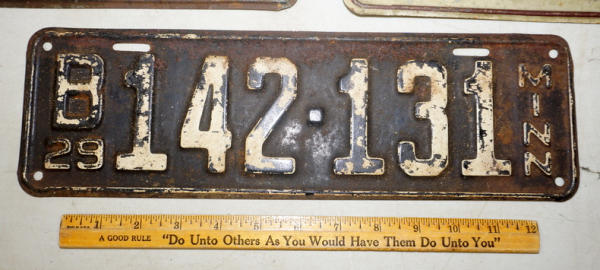 B 142·131 MINN
29
1 2 3 4 5 6 7 8 9 10 11 12
A GOOD RULE "Do Unto Others As You Would Have Them Do Unto You"